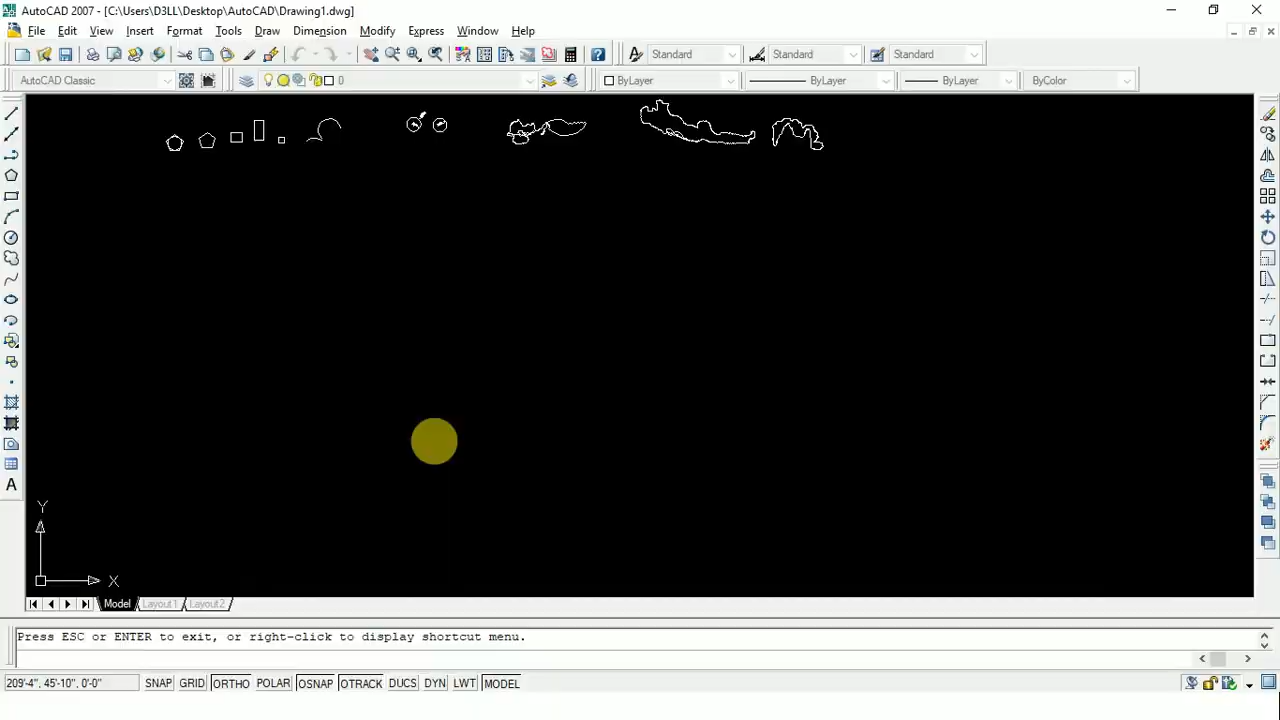 AutoCAD 2007 - [C:\Users\D3LL\Desktop\AutoCAD\Drawing1.dwg]
File Edit View Insert Format Tools Draw Dimension Modify Express Window Help
Standard Standard Standard
AutoCAD Classic 0 ByLayer ByLayer ByLayer ByColor
A
Y
X
Model Layout1 Layout2
Press ESC or ENTER to exit, or right-click to display shortcut menu.
209'-4", 45'-10", 0'-0" SNAP GRID ORTHO POLAR OSNAP OTRACK DUCS DYN LWT MODEL